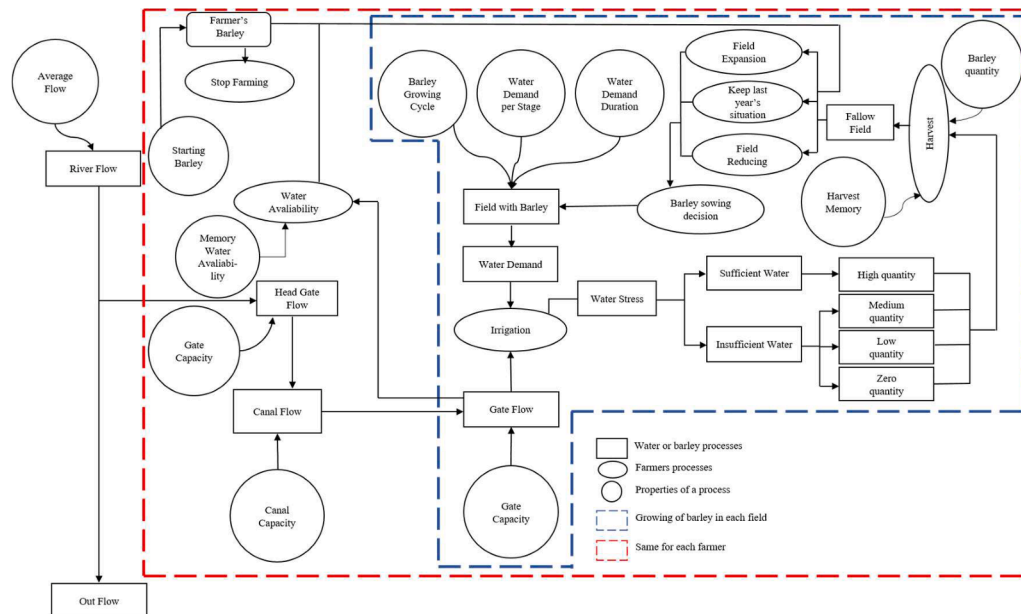 Farmer's
Barley
Stop Farming
Average
Flow
River Flow
Starting
Barley
Water
Avaliability
Memory
Water
Avaliabi-
lity
Head Gate
Flow
Gate
Capacity
Canal Flow
Canal
Capacity
Out Flow
Barley
Growing
Cycle
Water
Demand
per Stage
Water
Demand
Duration
Field
Expansion
Keep last
year's
situation
Field
Reducing
Barley sowing
decision
Fallow
Field
Harvest
Barley
quantity
Harvest
Memory
Field with Barley
Water Demand
Irrigation
Water Stress
Sufficient Water
Insufficient Water
High quantity
Medium
quantity
Low
quantity
Zero
quantity
Gate Flow
Gate
Capacity
Water or barley processes
Farmers processes
Properties of a process
Growing of barley in each field
Same for each farmer